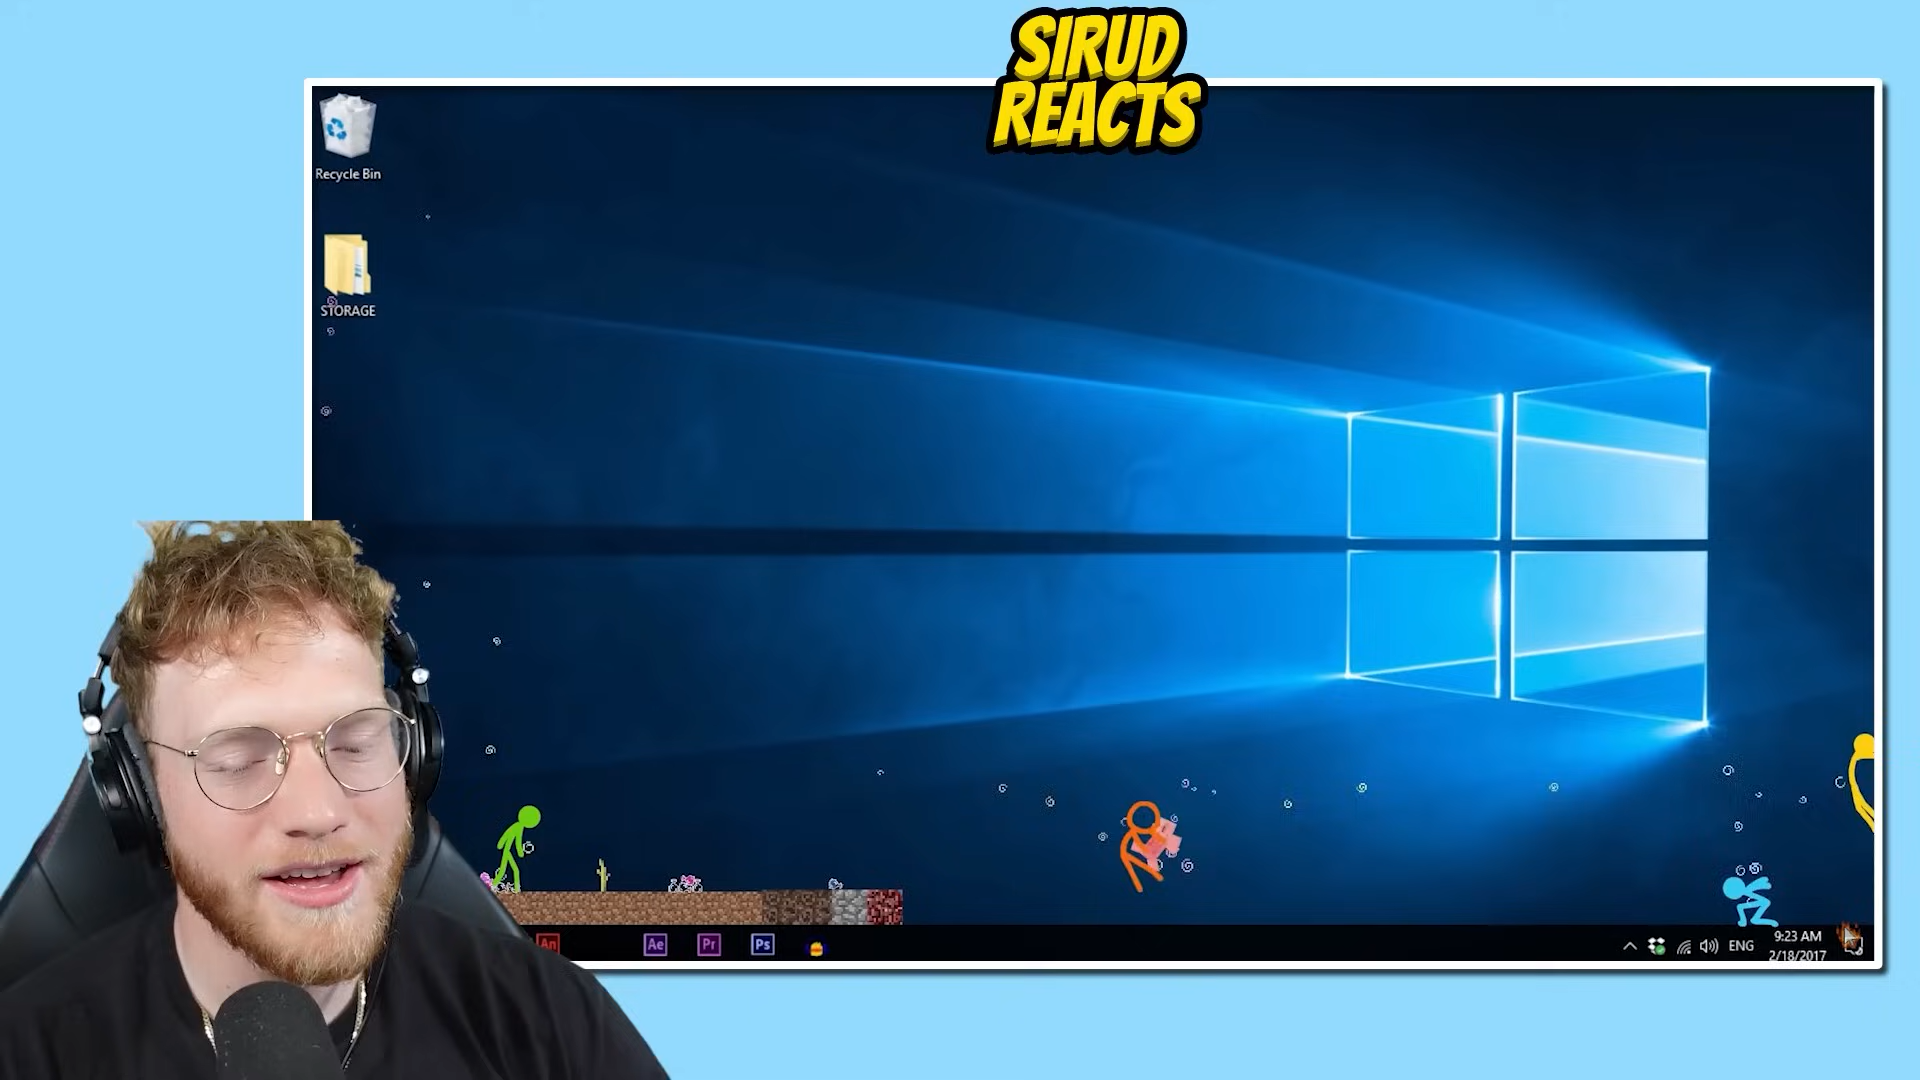 SIRUD
REACTS
Recycle Bin
STORAGE
An Ae Pr Ps
ENG
9:23 AM
2/18/2017